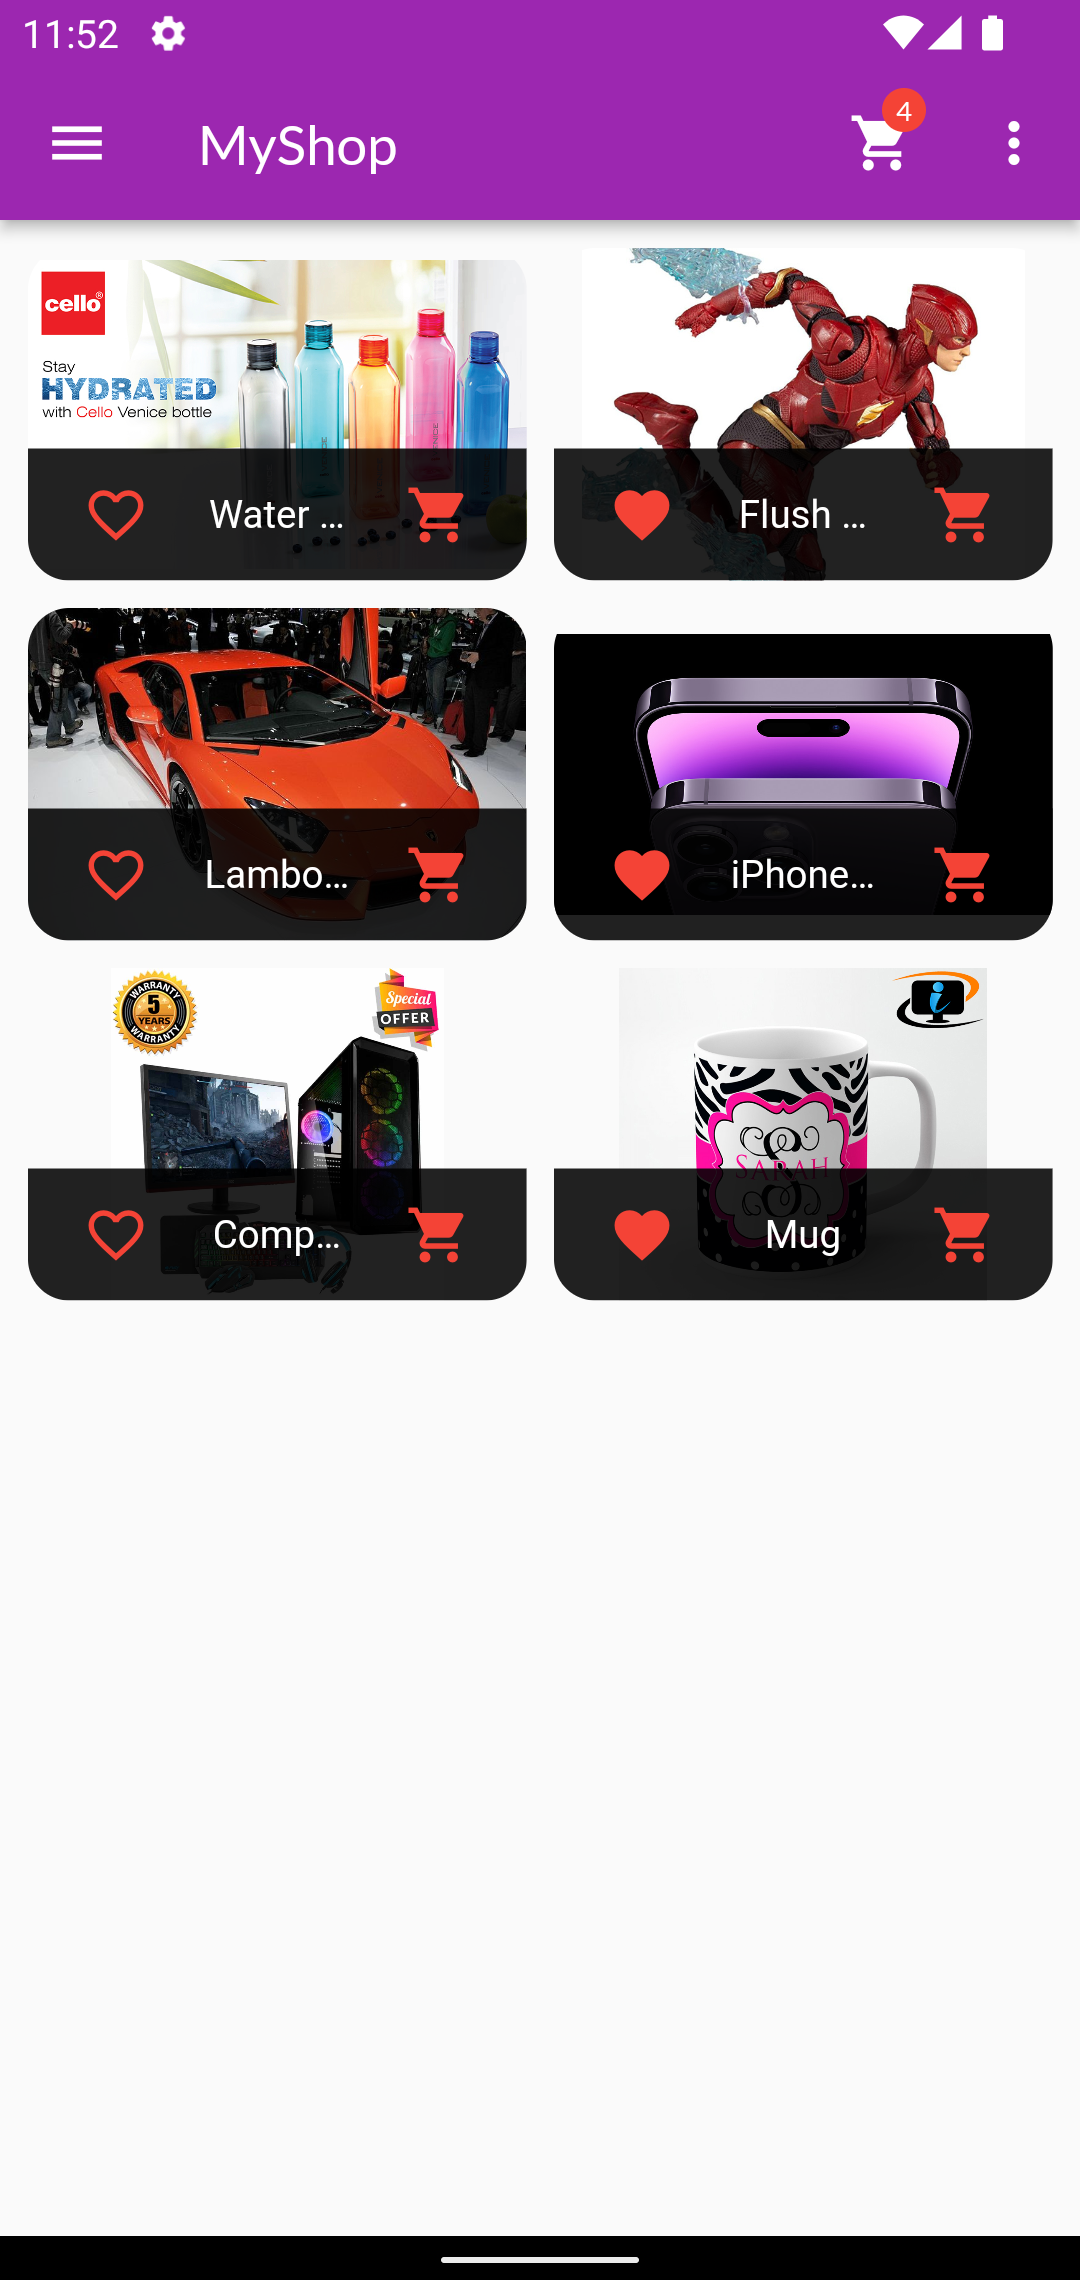 11:52
MyShop
4
cello®
Stay
HYDRATED
with Cello Venice bottle
Water ...
Flush ...
Lambo...
iPhone...
WARRANTY
5
YEARS
WARRANTY
Special
OFFER
SARAH
Comp...
Mug